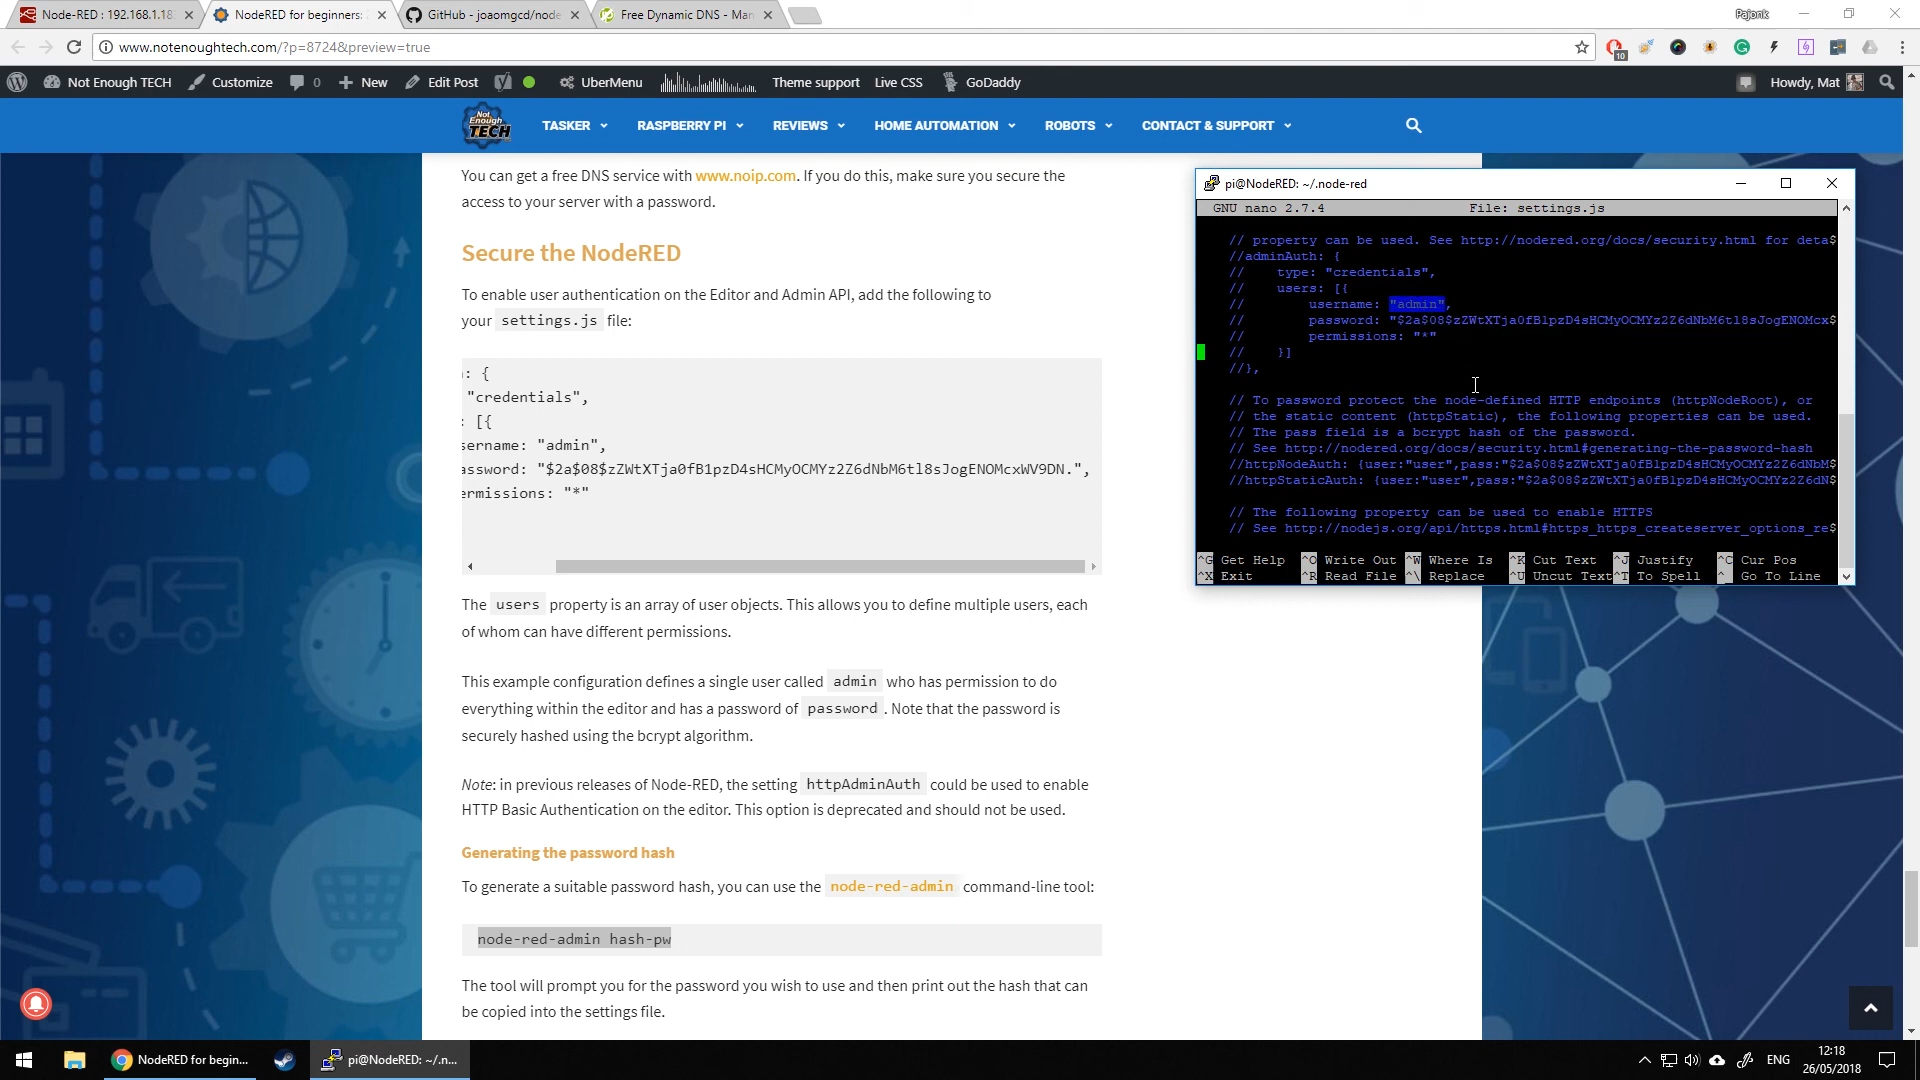 Node-RED : 192.168.1.18
NodeRED for beginners:
GitHub - joaomgcd/node
Free Dynamic DNS - Man
Pajonk
www.notenoughtech.com/?p=8724&preview=true
10
Not Enough TECH
Customize
0
New
Edit Post
UberMenu
Theme support
Live CSS
GoDaddy
Howdy, Mat
Not
Enough
TECH
TASKER
RASPBERRY PI
REVIEWS
HOME AUTOMATION
ROBOTS
CONTACT & SUPPORT
You can get a free DNS service with www.noip.com. If you do this, make sure you secure the
access to your server with a password.
Secure the NodeRED
To enable user authentication on the Editor and Admin API, add the following to
your settings.js file:
: {
"credentials",
: [{
sername: "admin",
assword: "$2a$08$zZWtXTja0fB1pzD4sHCMyOCMYz2Z6dNbM6tl8sJogENOMcxWV9DN.",
ermissions: "*"
The users property is an array of user objects. This allows you to define multiple users, each
of whom can have different permissions.
This example configuration defines a single user called admin who has permission to do
everything within the editor and has a password of password. Note that the password is
securely hashed using the bcrypt algorithm.
Note: in previous releases of Node-RED, the setting httpAdminAuth could be used to enable
HTTP Basic Authentication on the editor. This option is deprecated and should not be used.
Generating the password hash
To generate a suitable password hash, you can use the node-red-admin command-line tool:
node-red-admin hash-pw
The tool will prompt you for the password you wish to use and then print out the hash that can
be copied into the settings file.
pi@NodeRED: ~/.node-red
GNU nano 2.7.4 File: settings.js
// property can be used. See http://nodered.org/docs/security.html for deta$
//adminAuth: {
// type: "credentials",
// users: [{
// username: "admin",
// password: "$2a$08$zZWtXTja0fB1pzD4sHCMyOCMYz2Z6dNbM6tl8sJogENOMcx$
// permissions: "*"
// }]
//},
// To password protect the node-defined HTTP endpoints (httpNodeRoot), or
// the static content (httpStatic), the following properties can be used.
// The pass field is a bcrypt hash of the password.
// See http://nodered.org/docs/security.html#generating-the-password-hash
//httpNodeAuth: {user:"user",pass:"$2a$08$zZWtXTja0fB1pzD4sHCMyOCMYz2Z6dNbM$
//httpStaticAuth: {user:"user",pass:"$2a$08$zZWtXTja0fB1pzD4sHCMyOCMYz2Z6dN$
// The following property can be used to enable HTTPS
// See http://nodejs.org/api/https.html#https_https_createserver_options_re$
^G Get Help ^O Write Out ^W Where Is ^K Cut Text ^J Justify ^C Cur Pos
^X Exit ^R Read File ^\ Replace ^U Uncut Text ^T To Spell ^_ Go To Line
NodeRED for begin...
pi@NodeRED: ~/.n...
ENG
12:18
26/05/2018